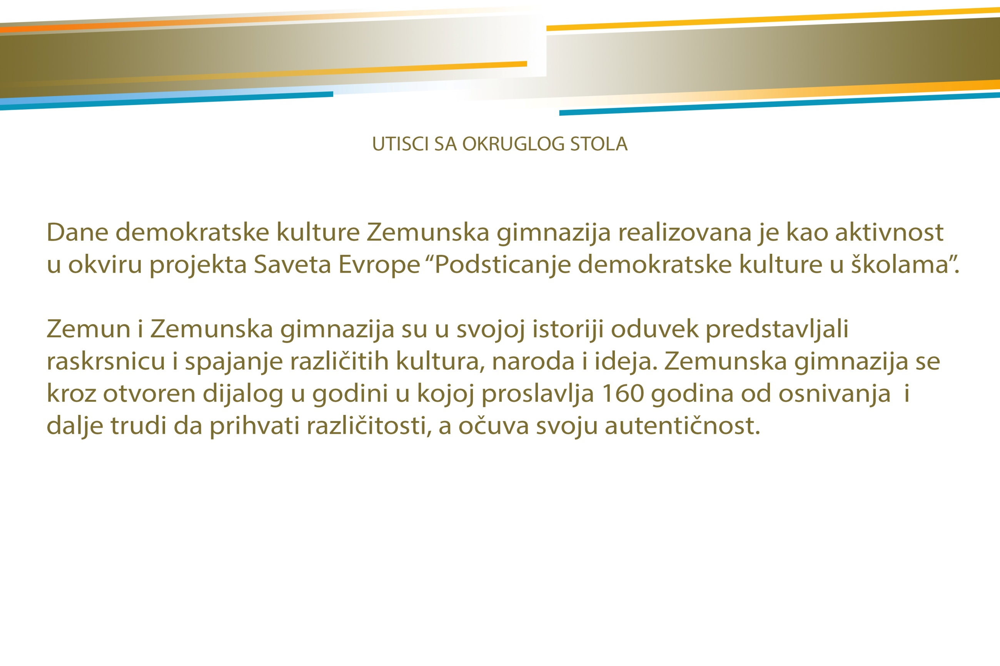 UTISCI SA OKRUGLOG STOLA
Dane demokratske kulture Zemunska gimnazija realizovana je kao aktivnost
u okviru projekta Saveta Evrope “Podsticanje demokratske kulture u školama”.
Zemun i Zemunska gimnazija su u svojoj istoriji oduvek predstavljali
raskrsnicu i spajanje različitih kultura, naroda i ideja. Zemunska gimnazija se
kroz otvoren dijalog u godini u kojoj proslavlja 160 godina od osnivanja  i
dalje trudi da prihvati različitosti, a očuva svoju autentičnost.